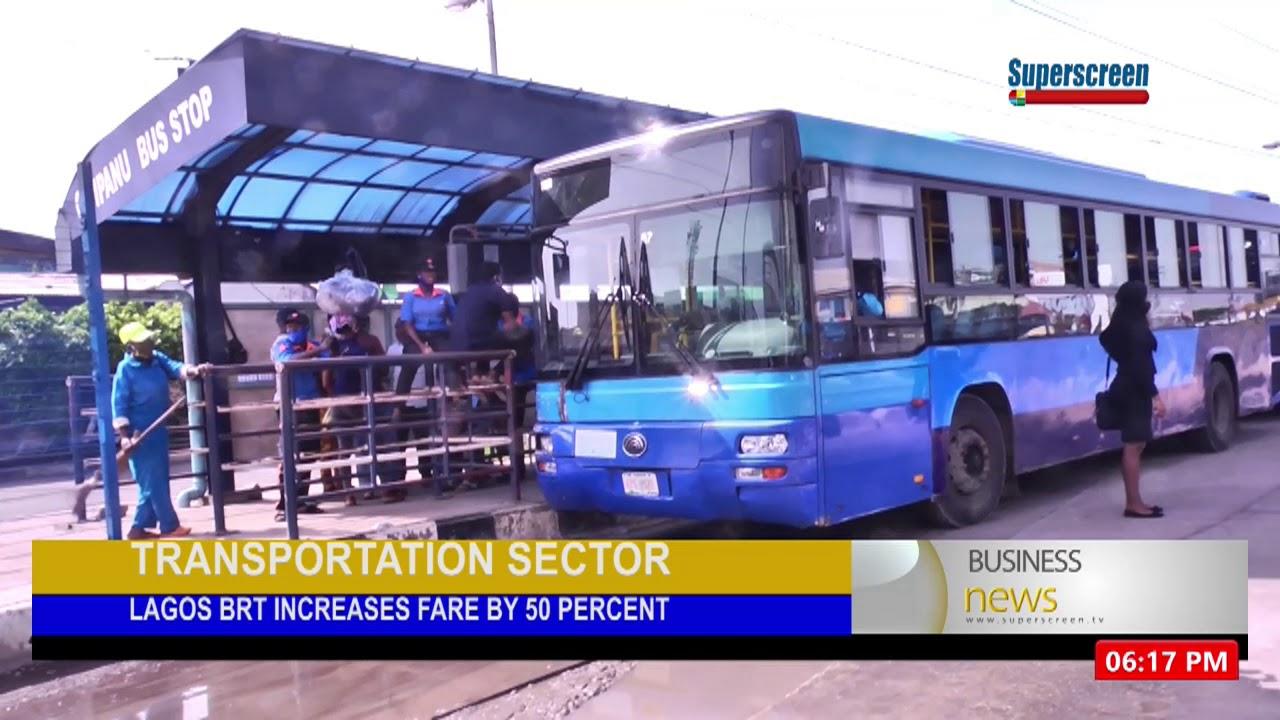 Superscreen
BUS STOP
TRANSPORTATION SECTOR
LAGOS BRT INCREASES FARE BY 50 PERCENT
BUSINESS
news
www.superscreen.tv
06:17 PM